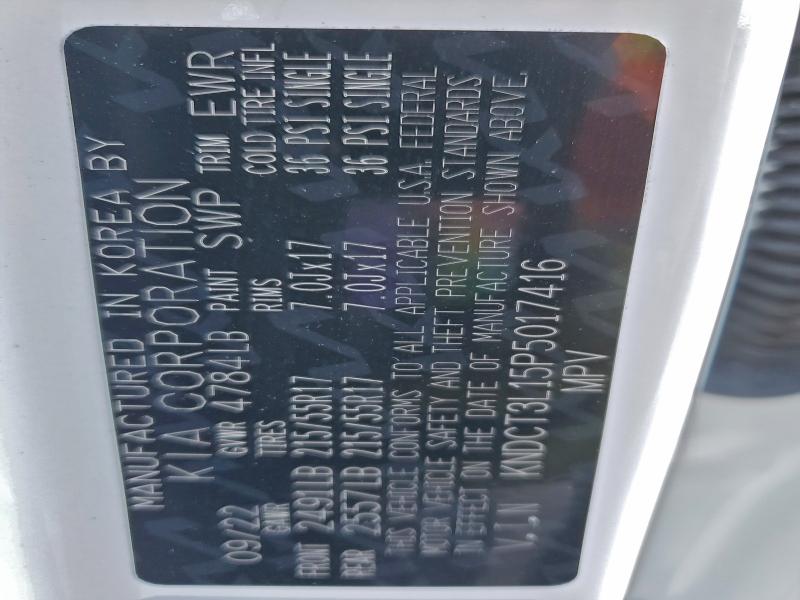 MANUFACTURED IN KOREA BY
KIA CORPORATION
09/22 GVWR 4784LB PAINT SWP TRIM EWR
GAWR TIRES RIMS COLD TIRE INFL
FRONT 2491LB 215/55R17 7.0Jx17 36 PSI SINGLE
REAR 2557LB 215/55R17 7.0Jx17 36 PSI SINGLE
THIS VEHICLE CONFORMS TO ALL APPLICABLE U.S.A. FEDERAL
MOTOR VEHICLE SAFETY AND THEFT PREVENTION STANDARDS
IN EFFECT ON THE DATE OF MANUFACTURE SHOWN ABOVE.
V.I.N KNDCT3L15P5017416
MPV